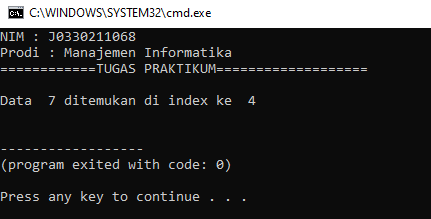 C:\WINDOWS\SYSTEM32\cmd.exe
NIM : J0330211068
Prodi : Manajemen Informatika
============TUGAS PRAKTIKUM===================
Data  7 ditemukan di index ke  4
------------------
(program exited with code: 0)
Press any key to continue . . .